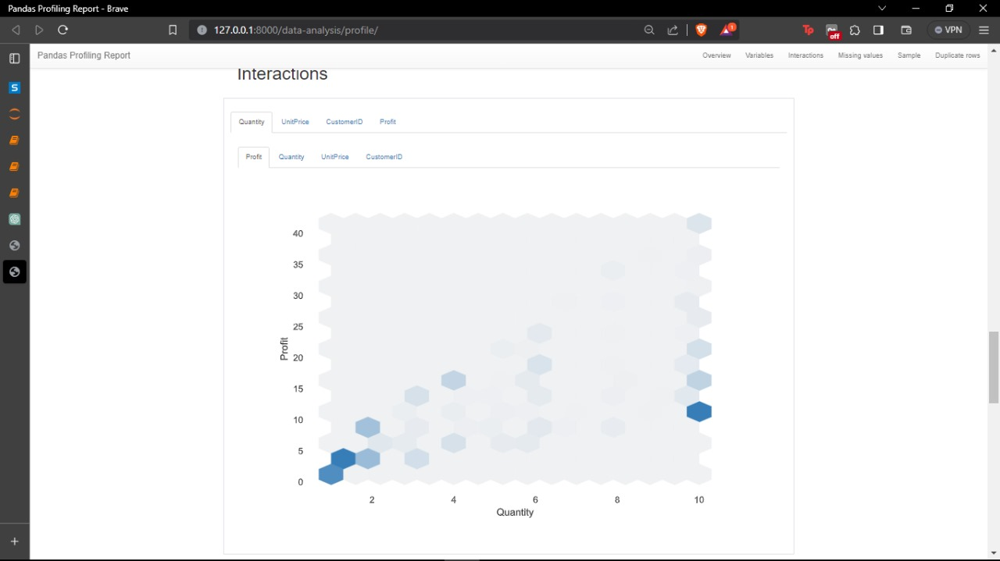 Pandas Profiling Report - Brave
127.0.0.1:8000/data-analysis/profile/
1
Tp
off
VPN
Pandas Profiling Report
Overview Variables Interactions Missing values Sample Duplicate rows
S
Interactions
Quantity UnitPrice CustomerID Profit
Profit Quantity UnitPrice CustomerID
40
35
30
25
20
15
10
5
0
Profit
2 4 6 8 10
Quantity